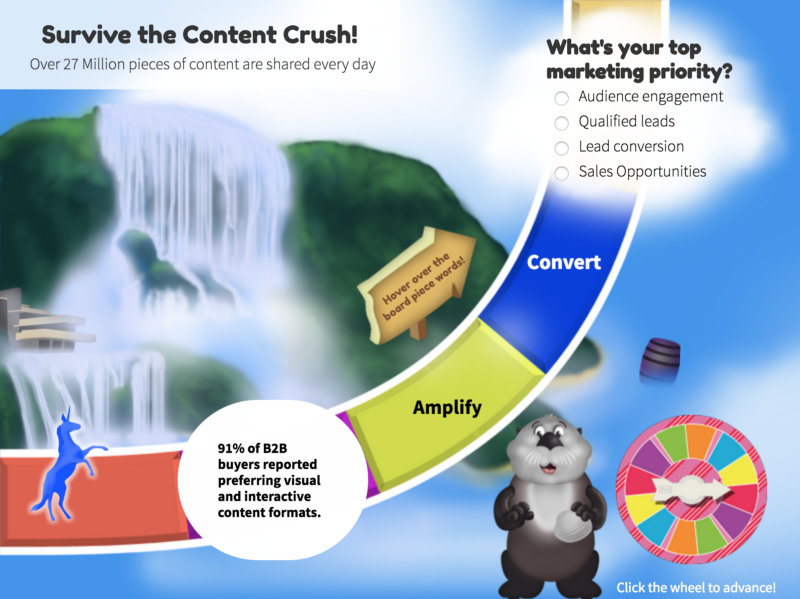 Survive the Content Crush!
Over 27 Million pieces of content are shared every day
What's your top
marketing priority?
Audience engagement
Qualified leads
Lead conversion
Sales Opportunities
Convert
Hover over the
board piece words!
Amplify
91% of B2B
buyers reported
preferring visual
and interactive
content formats.
Click the wheel to advance!